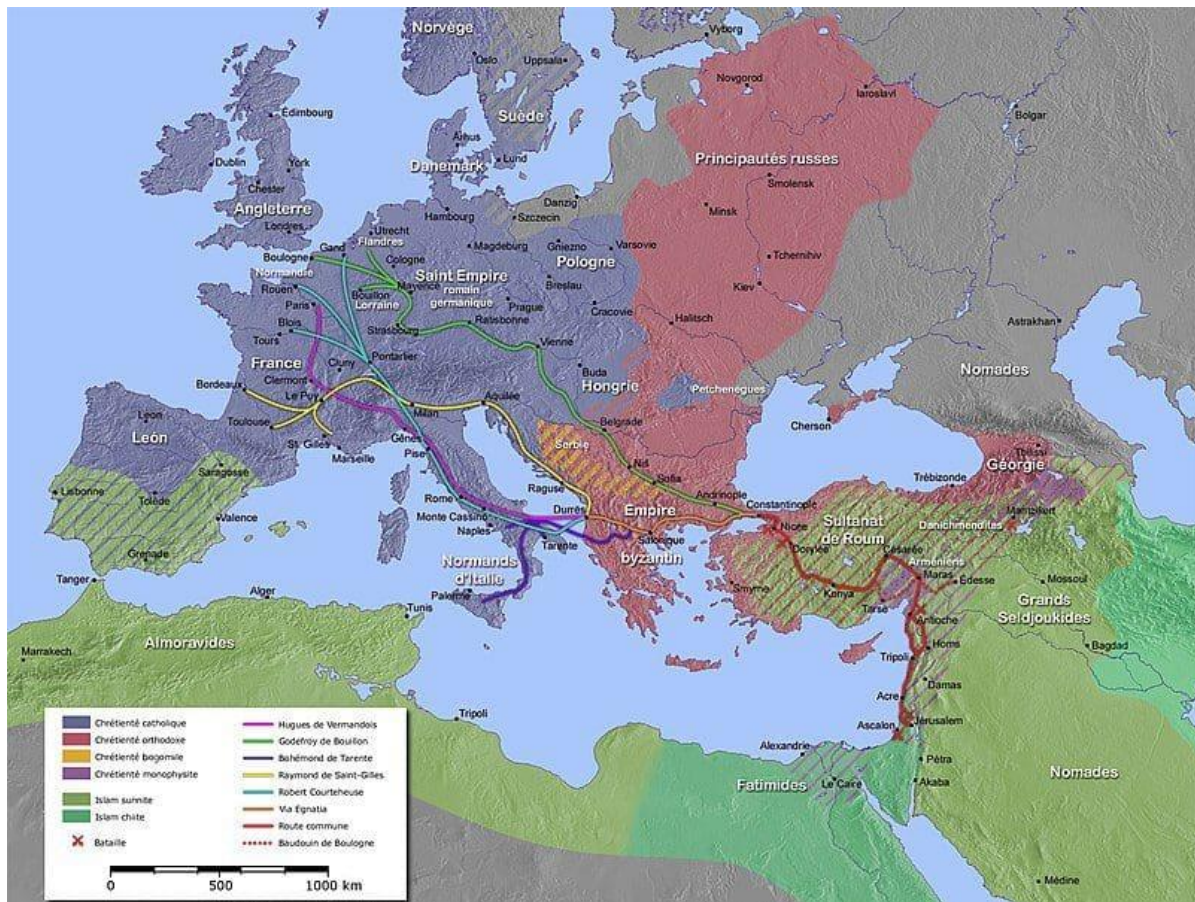 Norvège
Oslo
Uppsala
Vyborg
Novgorod
Iaroslavl
Bolgar
Édimbourg
Suède
Århus
Dublin
York
Danemark
Lund
Principautés russes
Smolensk
Chester
Danzig
Minsk
Angleterre
Hambourg
Szczecin
Londres
Utrecht
Gand
Flandres
Magdeburg
Gniezno
Varsovie
Tchernihiv
Boulogne
Cologne
Pologne
Normandie
Saint Empire
romain
germanique
Mayence
Breslau
Kiev
Rouen
Bouillon
Lorraine
Paris
Prague
Cracovie
Halitsch
Astrakhan
Blois
Strasbourg
Ratisbonne
Tours
Vienne
France
Cluny
Pontarlier
Buda
Nomades
Bordeaux
Clermont
Hongrie
Petchenègues
Le Puy
Milan
Aquilée
Cherson
León
León
Toulouse
Gênes
Belgrade
St Gilles
Marseille
Pise
Serbie
Tbilissi
Géorgie
Saragosse
Niš
Sofia
Trébizonde
Lisbonne
Tolède
Rome
Raguse
Andrinople
Constantinople
Valence
Monte Cassino
Durrës
Empire
byzantin
Nicée
Sultanat
de Roum
Danichmendites
Mantzikert
Naples
Tarente
Salonique
Dorylée
Césarée
Grenade
Normands
d'Italie
Arméniens
Maras
Édesse
Mossoul
Tanger
Alger
Tunis
Palerme
Smyrne
Konya
Tarse
Antioche
Grands
Seldjoukides
Almoravides
Homs
Bagdad
Marrakech
Tripoli
Damas
Acre
Tripoli
Ascalon
Jérusalem
Alexandrie
Pétra
Fatimides
Le Caire
Akaba
Nomades
Médine
Chrétienté catholique
Chrétienté orthodoxe
Chrétienté bogomile
Chrétienté monophysite
Islam sunnite
Islam chiite
Bataille
Hugues de Vermandois
Godefroy de Bouillon
Bohémond de Tarente
Raymond de Saint-Gilles
Robert Courteheuse
Via Egnatia
Route commune
Baudouin de Boulogne
0 500 1000 km